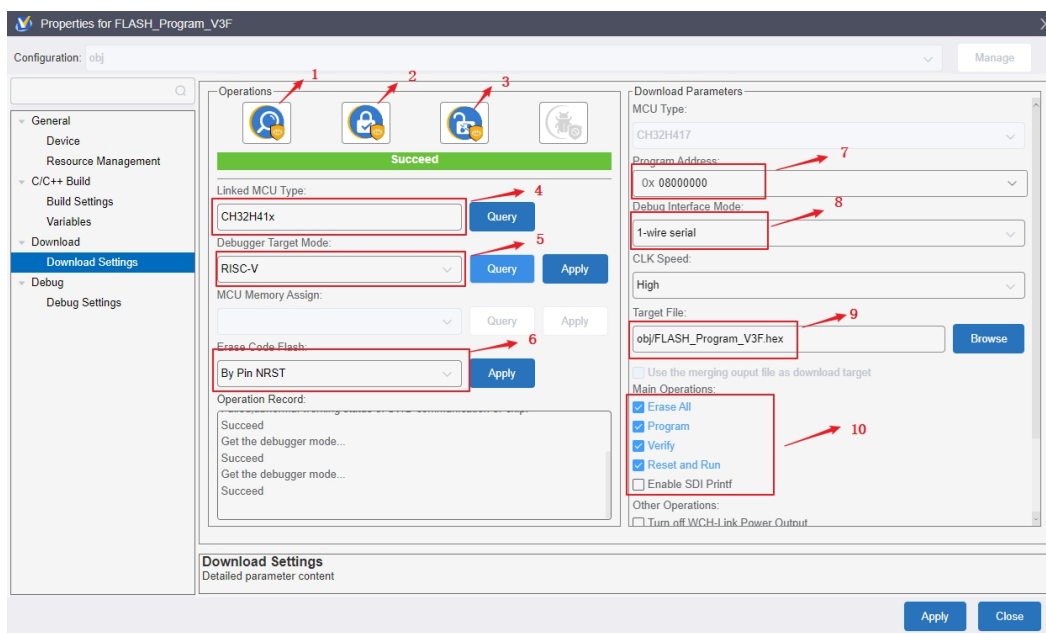 Properties for FLASH_Program_V3F
Configuration: obj
Manage
General
Device
Resource Management
C/C++ Build
Build Settings
Variables
Download
Download Settings
Debug
Debug Settings
Operations
1
2
3
Succeed
Linked MCU Type:
4
CH32H41x
Query
Debugger Target Mode:
5
RISC-V
Query
Apply
MCU Memory Assign:
Query
Apply
Erase Code Flash:
6
By Pin NRST
Apply
Operation Record:
Succeed
Get the debugger mode...
Succeed
Get the debugger mode...
Succeed
Download Parameters
MCU Type:
CH32H417
Program Address:
7
0x 08000000
Debug Interface Mode:
8
1-wire serial
CLK Speed:
High
Target File:
9
obj/FLASH_Program_V3F.hex
Browse
Use the merging ouput file as download target
Main Operations:
Erase All
Program
10
Verify
Reset and Run
Enable SDI Printf
Other Operations:
Turn off WCH-Link Power Output
Download Settings
Detailed parameter content
Apply
Close